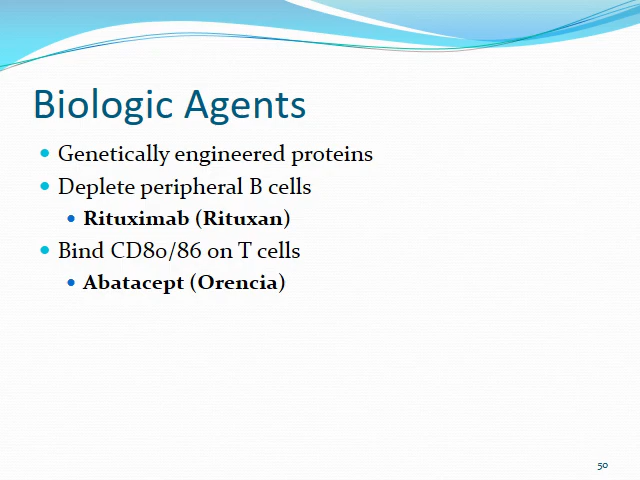 Biologic Agents
Genetically engineered proteins
Deplete peripheral B cells
Rituximab (Rituxan)
Bind CD80/86 on T cells
Abatacept (Orencia)
50